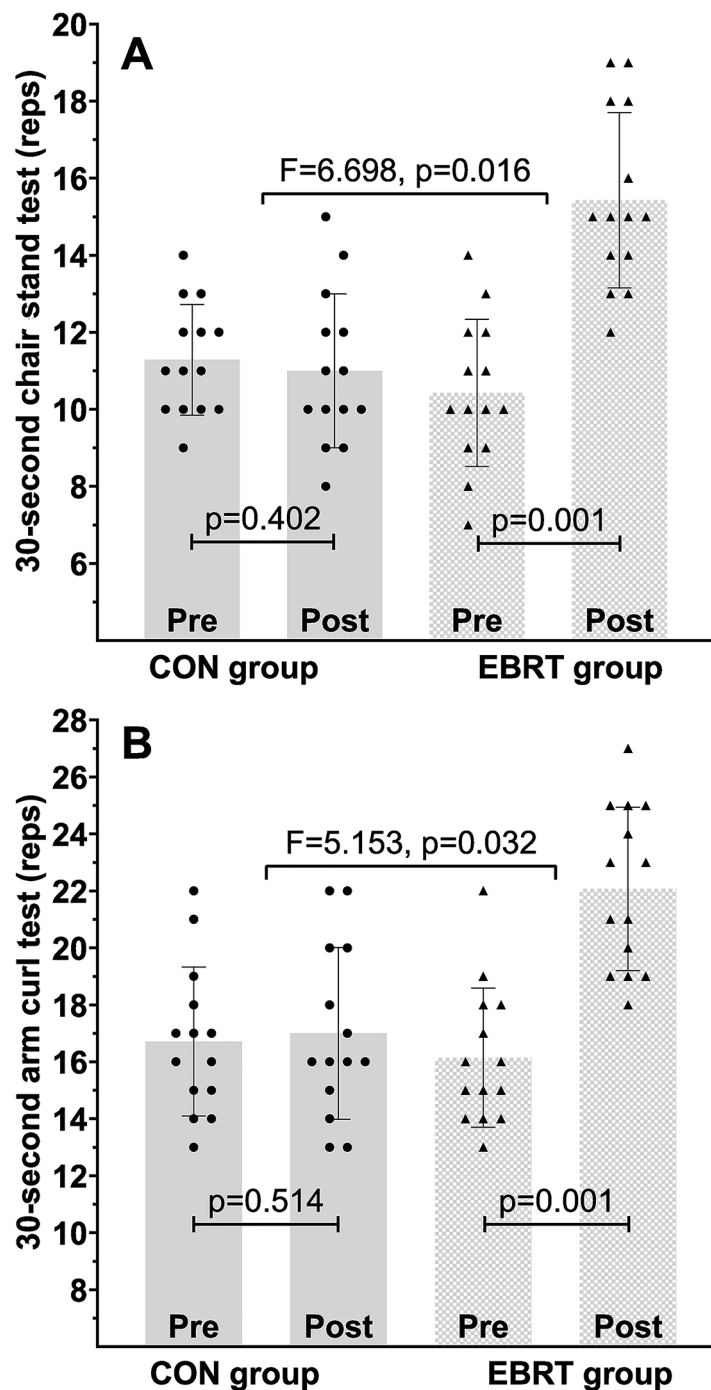 A
30-second chair stand test (reps)
20
18
16
14
12
10
8
6
F=6.698, p=0.016
p=0.402
p=0.001
Pre
Post
Pre
Post
CON group
EBRT group
B
30-second arm curl test (reps)
28
26
24
22
20
18
16
14
12
10
8
F=5.153, p=0.032
p=0.514
p=0.001
Pre
Post
Pre
Post
CON group
EBRT group